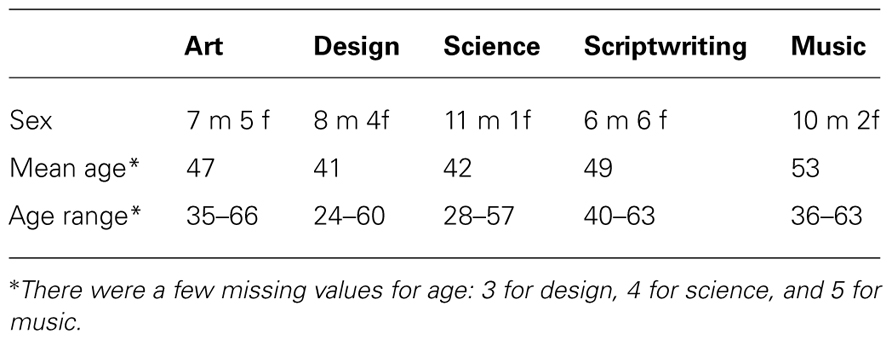 Art Design Science Scriptwriting Music
Sex 7 m 5 f 8 m 4f 11 m 1f 6 m 6 f 10 m 2f
Mean age* 47 41 42 49 53
Age range* 35–66 24–60 28–57 40–63 36–63
*There were a few missing values for age: 3 for design, 4 for science, and 5 for
music.